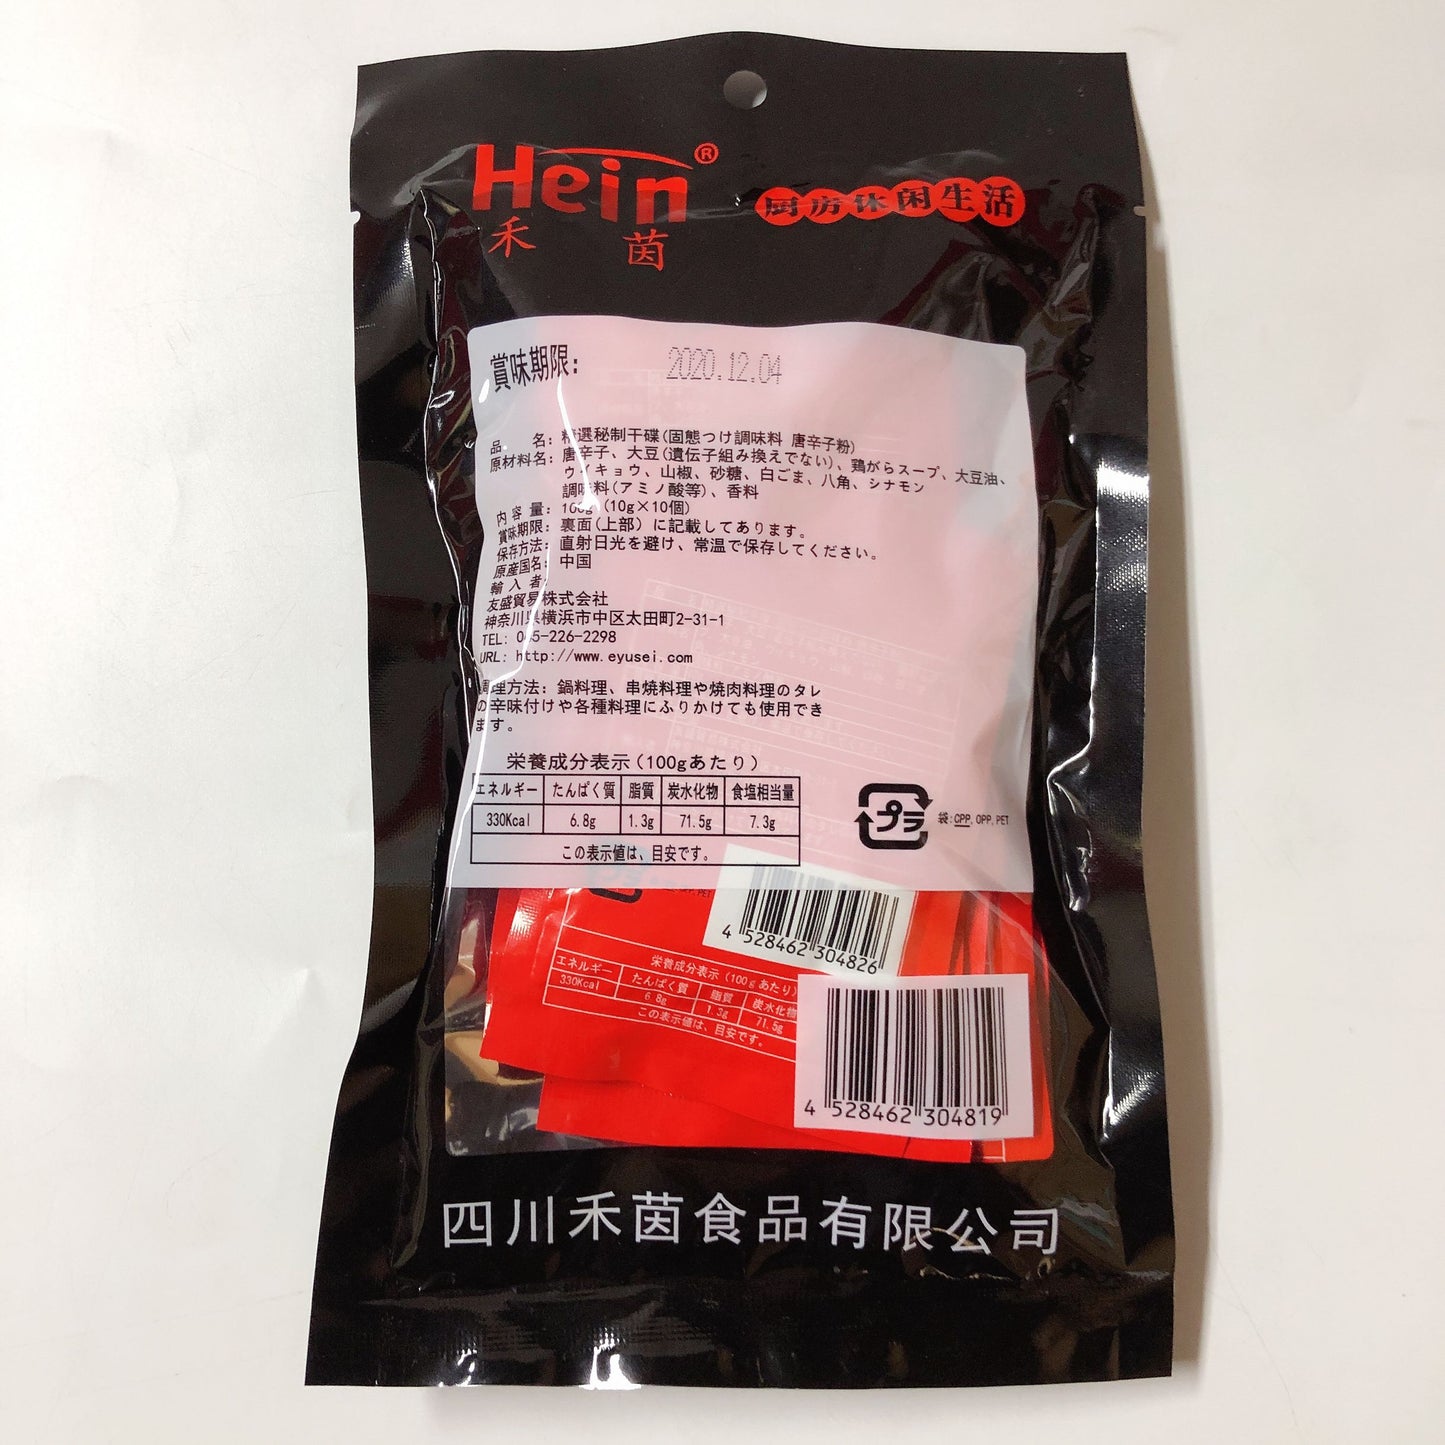 Hein®
禾茵
厨房休闲生活
賞味期限: 2020.12.04
品 名: 精選秘制干碟(固態つけ調味料 唐辛子粉)
原材料名: 唐辛子、大豆(遺伝子組み換えでない)、鶏がらスープ、大豆油、
ウイキョウ、山椒、砂糖、白ごま、八角、シナモン
調味料(アミノ酸等)、香料
内 容 量: 100g (10g×10個)
賞味期限: 裏面(上部)に記載してあります。
保存方法: 直射日光を避け、常温で保存してください。
原産国名: 中国
輸 入 者:
友盛貿易株式会社
神奈川県横浜市中区太田町2-31-1
TEL: 045-226-2298
URL: http://www.eyusei.com
調理方法: 鍋料理、串焼料理や焼肉料理のタレ
の辛味付けや各種料理にふりかけても使用でき
ます。
栄養成分表示(100gあたり)
エネルギー たんぱく質 脂質 炭水化物 食塩相当量
330Kcal 6.8g 1.3g 71.5g 7.3g
この表示値は、目安です。
プラ 袋:CPP,OPP,PET
4 528462 304826
栄養成分表示(100gあたり)
エネルギー たんぱく質 脂質 炭水化物
330Kcal 6.8g 1.3g 71.5g
この表示値は、目安です。
4 528462 304819
四川禾茵食品有限公司